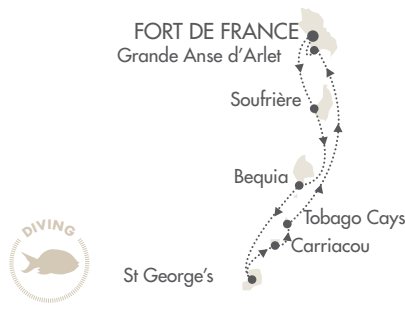 FORT DE FRANCE
Grande Anse d'Arlet
Soufrière
Bequia
Tobago Cays
Carriacou
St George's
DIVING